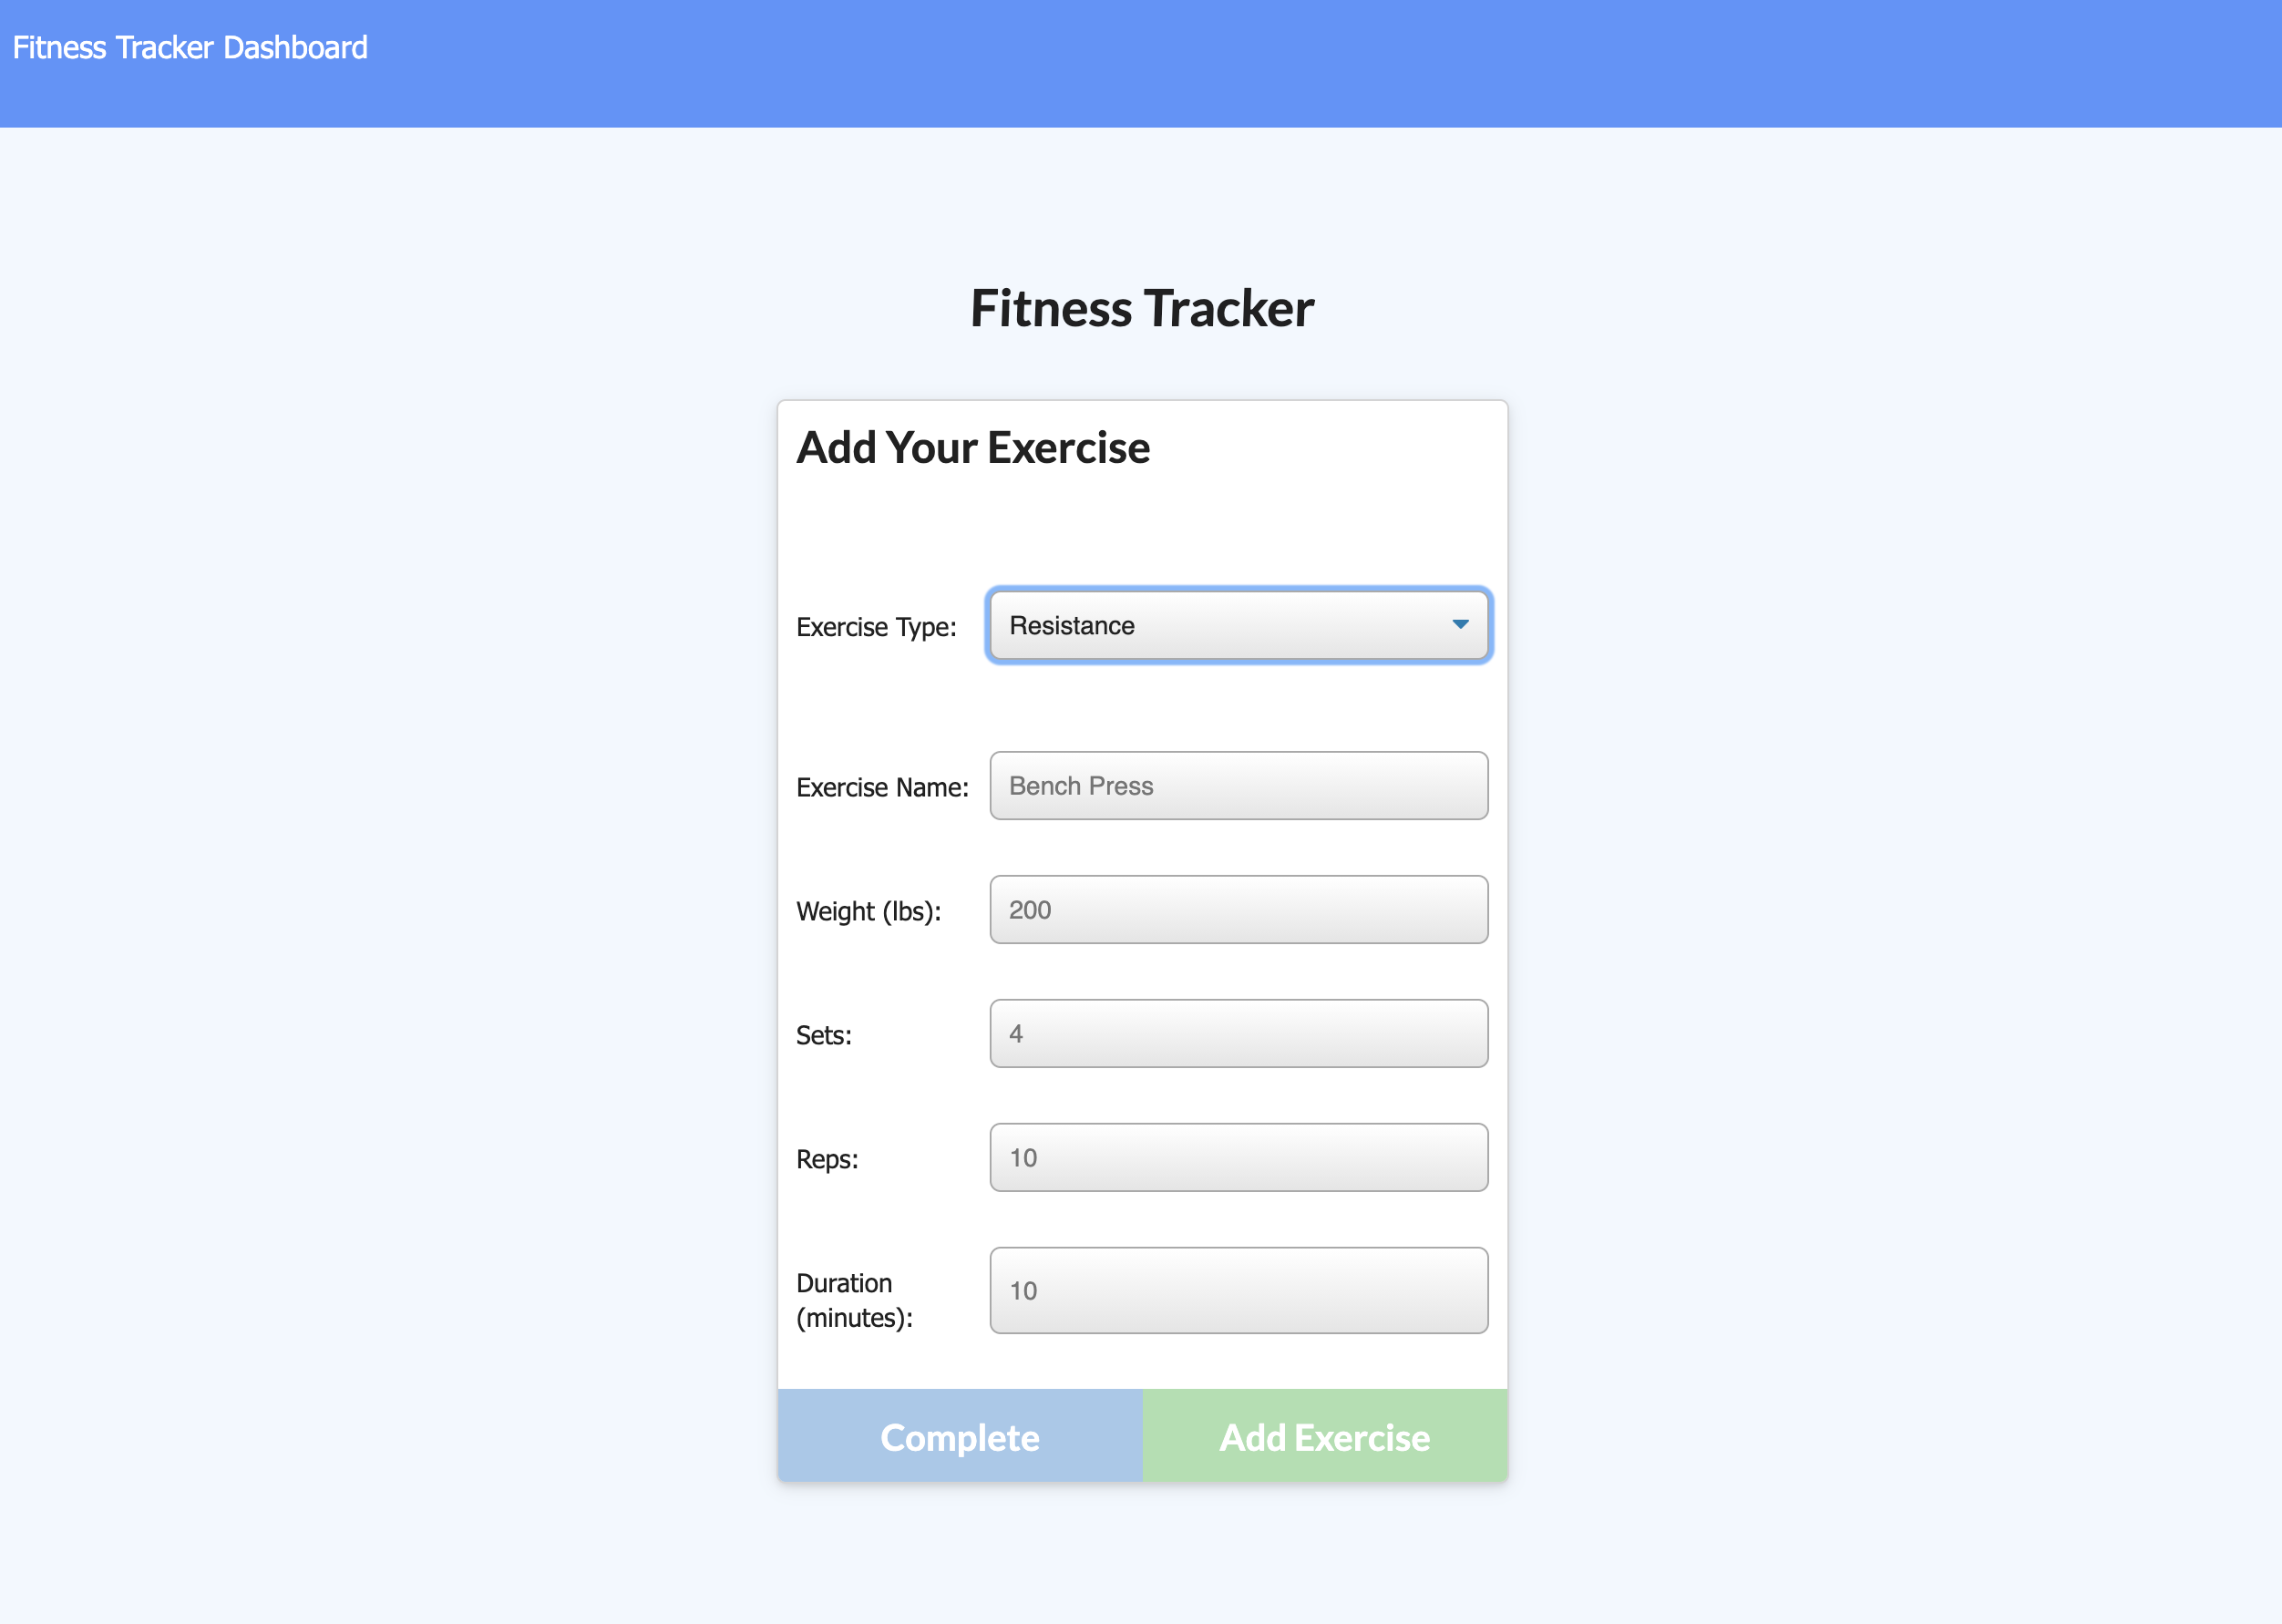 Fitness Tracker Dashboard
Fitness Tracker
Add Your Exercise
Exercise Type: Resistance
Exercise Name: Bench Press
Weight (lbs): 200
Sets: 4
Reps: 10
Duration
(minutes): 10
Complete Add Exercise